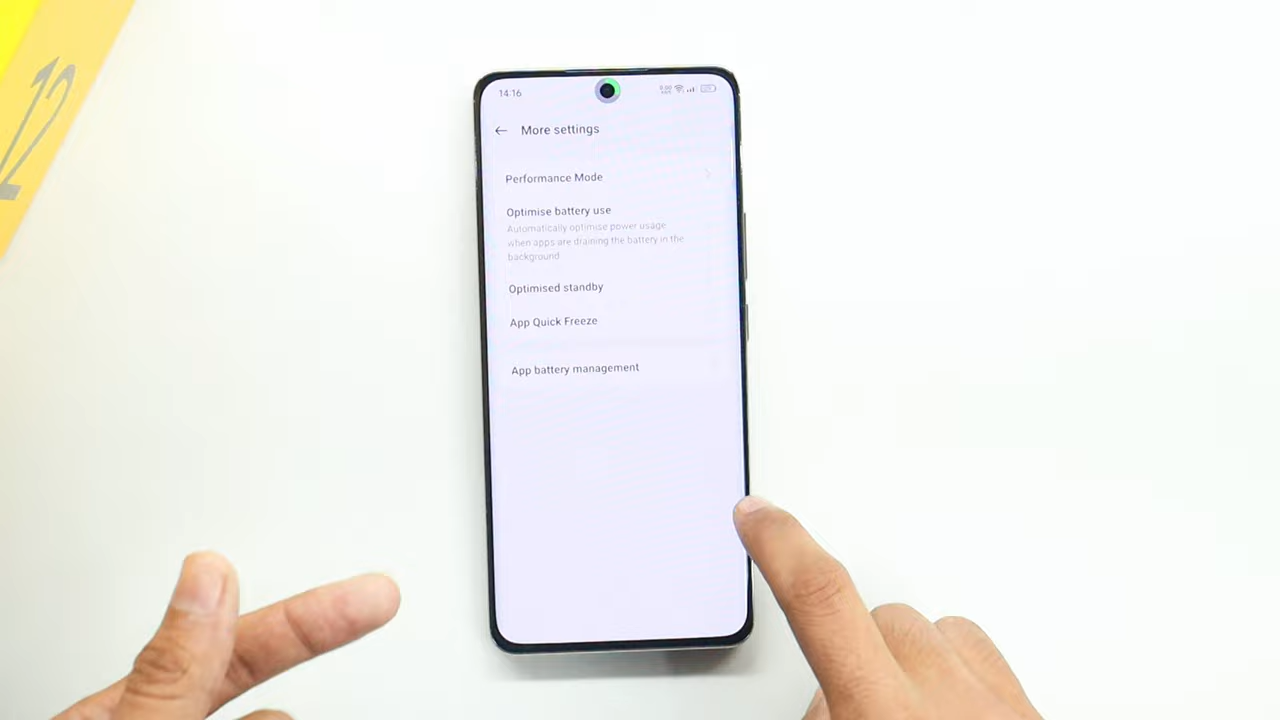 12
14:16
More settings
Performance Mode
Optimise battery use
Automatically optimise power usage
when apps are draining the battery in the
background
Optimised standby
App Quick Freeze
App battery management